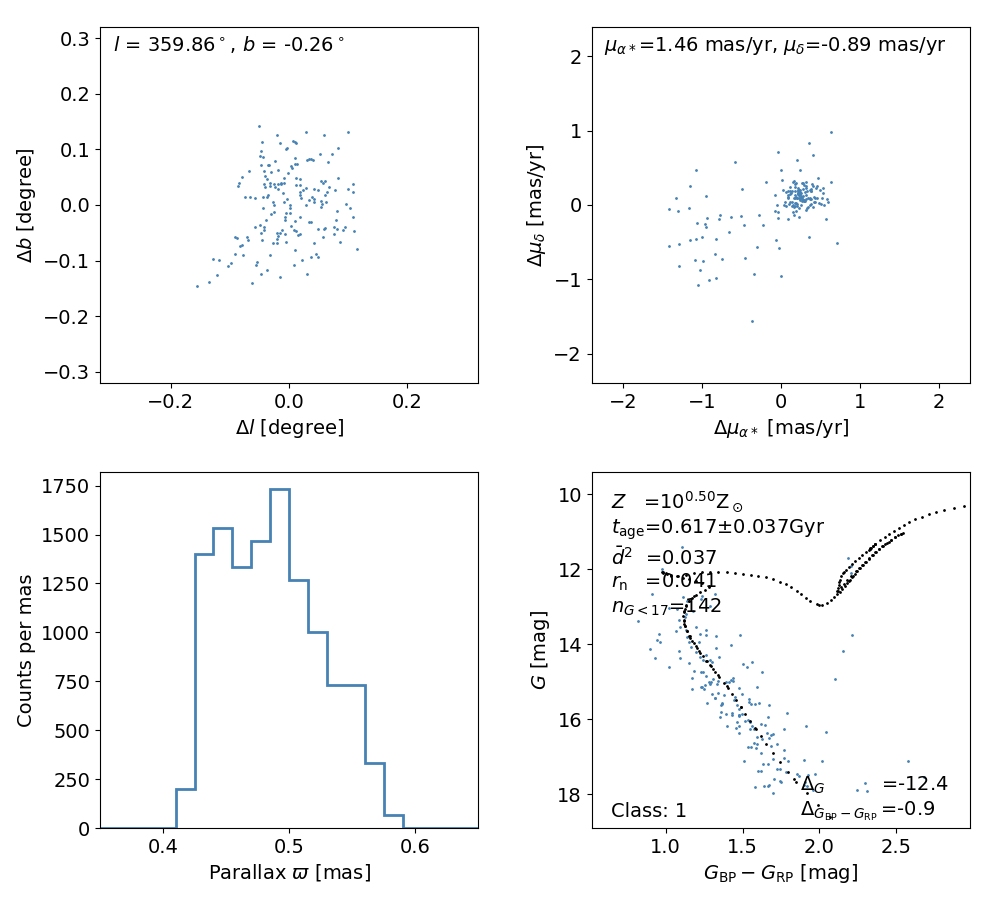 l = 359.86°, b = -0.26°
0.3
0.2
0.1
0.0
−0.1
−0.2
−0.3
Δb [degree]
−0.2 0.0 0.2
Δl [degree]
μα*=1.46 mas/yr, μδ=-0.89 mas/yr
2
1
0
−1
−2
Δμδ [mas/yr]
−2 −1 0 1 2
Δμα* [mas/yr]
1750
1500
1250
1000
750
500
250
0
Counts per mas
0.4 0.5 0.6
Parallax ϖ [mas]
Z =10^0.50 Z⊙
t_age=0.617±0.037Gyr
d̄² =0.037
r_n =0.041
n_G<17=142
10
12
14
16
18
G [mag]
Δ_G =-12.4
Class: 1 Δ_GBP−GRP =-0.9
1.0 1.5 2.0 2.5
G_BP − G_RP [mag]